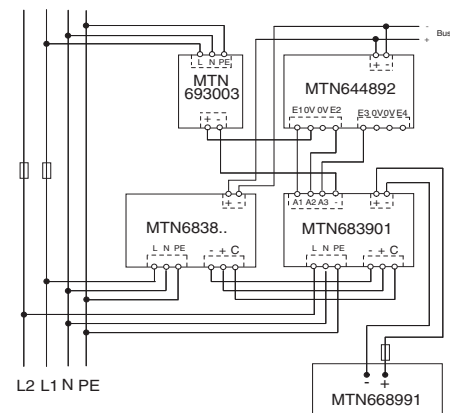 -
+ Bus
L N PE
MTN
693003
+ -
+ -
MTN644892
E1 0V 0V E2
E3 0V 0V E4
+ -
MTN6838..
L N PE
- + C
A1 A2 A3 -
+ -
MTN683901
L N PE
- + C
L2 L1 N PE
- +
MTN668991